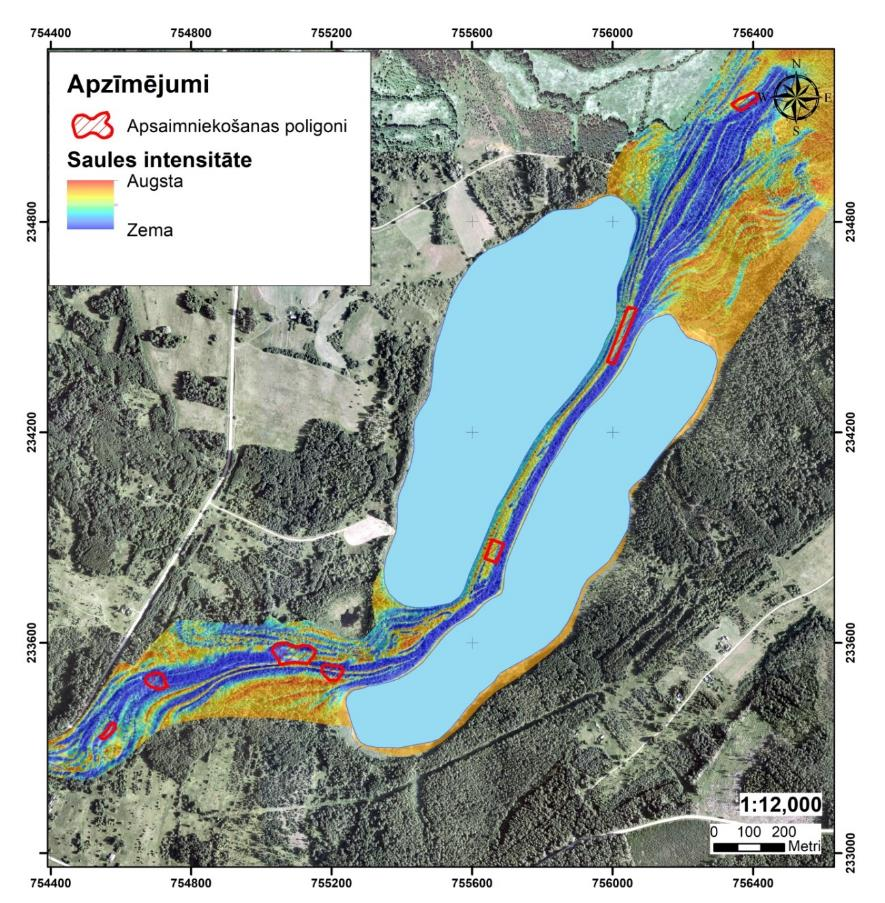 754400 754800 755200 755600 756000 756400
Apzīmējumi
Apsaimniekošanas poligoni
Saules intensitāte
Augsta
Zema
N
W E
S
234800 234800
234200 234200
233600 233600
1:12,000
0 100 200
Metri
233000
754400 754800 755200 755600 756000 756400